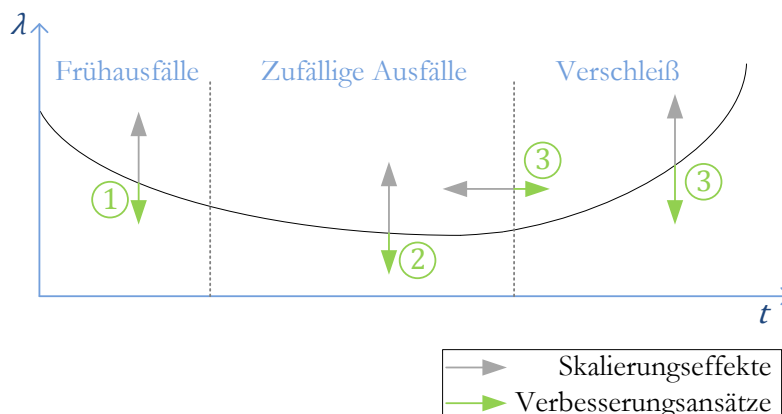 λ
Frühausfälle Zufällige Ausfälle Verschleiß
3
1
3
2
t
Skalierungseffekte
Verbesserungsansätze